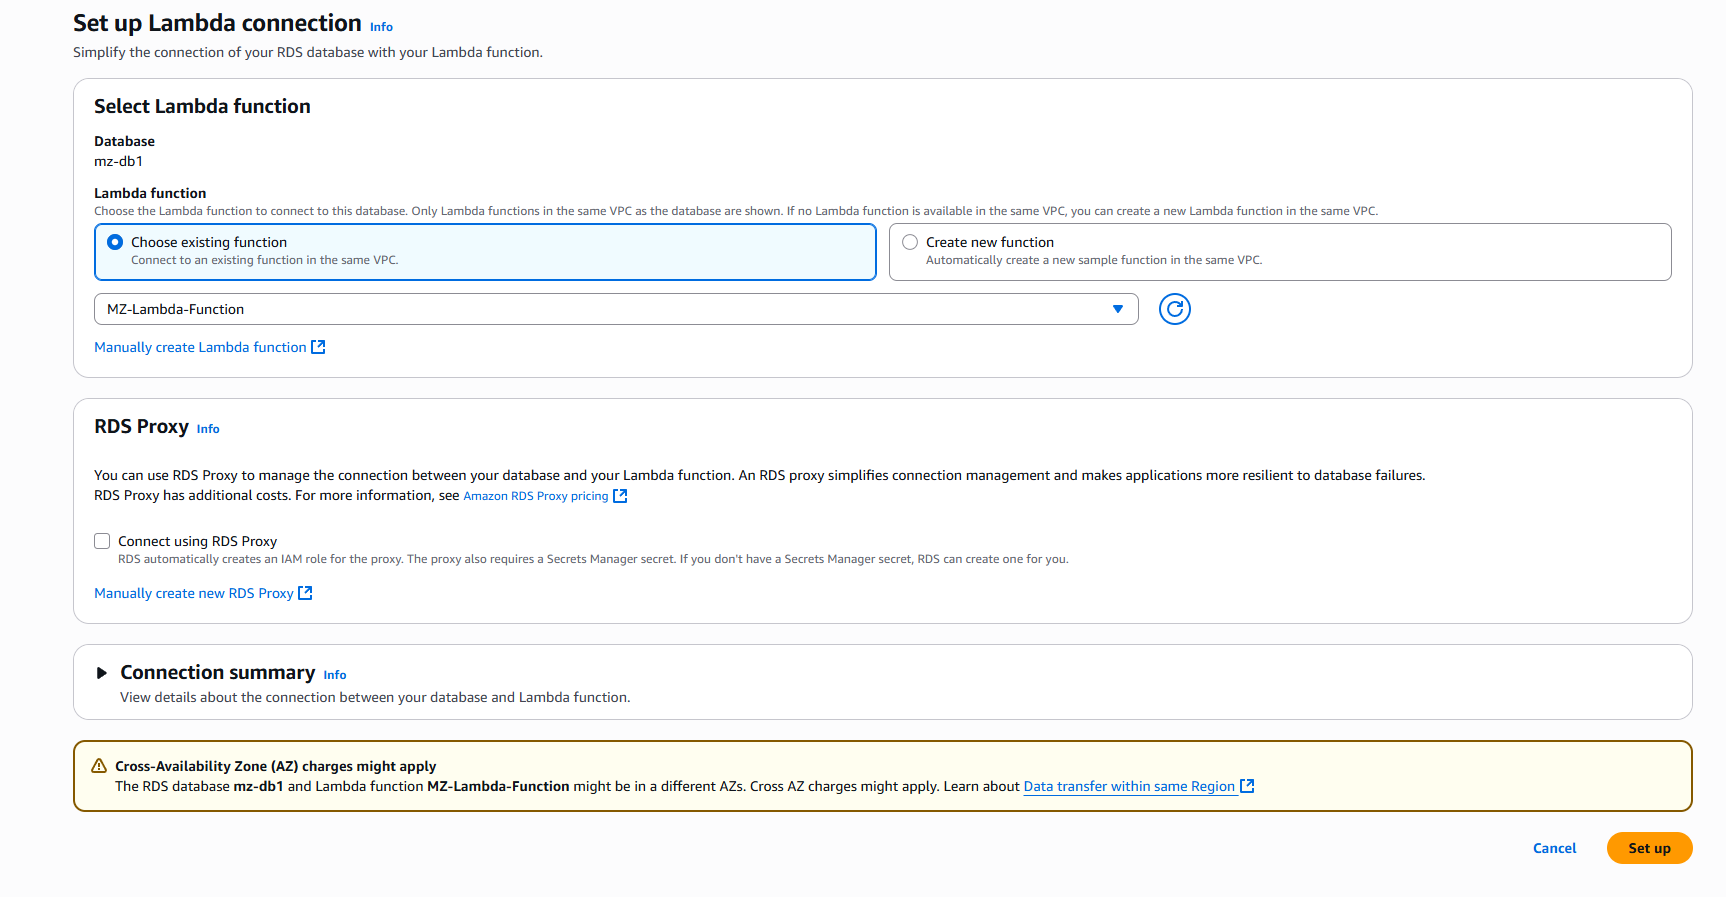 Set up Lambda connection Info
Simplify the connection of your RDS database with your Lambda function.
Select Lambda function
Database
mz-db1
Lambda function
Choose the Lambda function to connect to this database. Only Lambda functions in the same VPC as the database are shown. If no Lambda function is available in the same VPC, you can create a new Lambda function in the same VPC.
Choose existing function
Connect to an existing function in the same VPC.
Create new function
Automatically create a new sample function in the same VPC.
MZ-Lambda-Function
Manually create Lambda function
RDS Proxy Info
You can use RDS Proxy to manage the connection between your database and your Lambda function. An RDS proxy simplifies connection management and makes applications more resilient to database failures.
RDS Proxy has additional costs. For more information, see Amazon RDS Proxy pricing
Connect using RDS Proxy
RDS automatically creates an IAM role for the proxy. The proxy also requires a Secrets Manager secret. If you don't have a Secrets Manager secret, RDS can create one for you.
Manually create new RDS Proxy
Connection summary Info
View details about the connection between your database and Lambda function.
Cross-Availability Zone (AZ) charges might apply
The RDS database mz-db1 and Lambda function MZ-Lambda-Function might be in a different AZs. Cross AZ charges might apply. Learn about Data transfer within same Region
Cancel
Set up